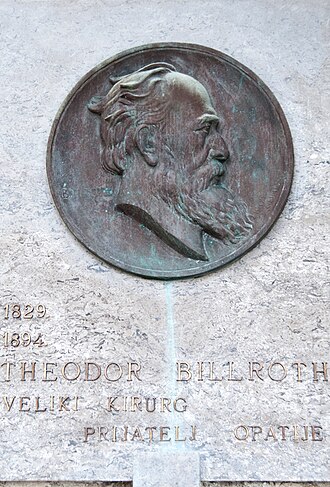 1829
1894
THEODOR BILLROTH
VELIKI KIRURG
PRIJATELJ OPATIJE